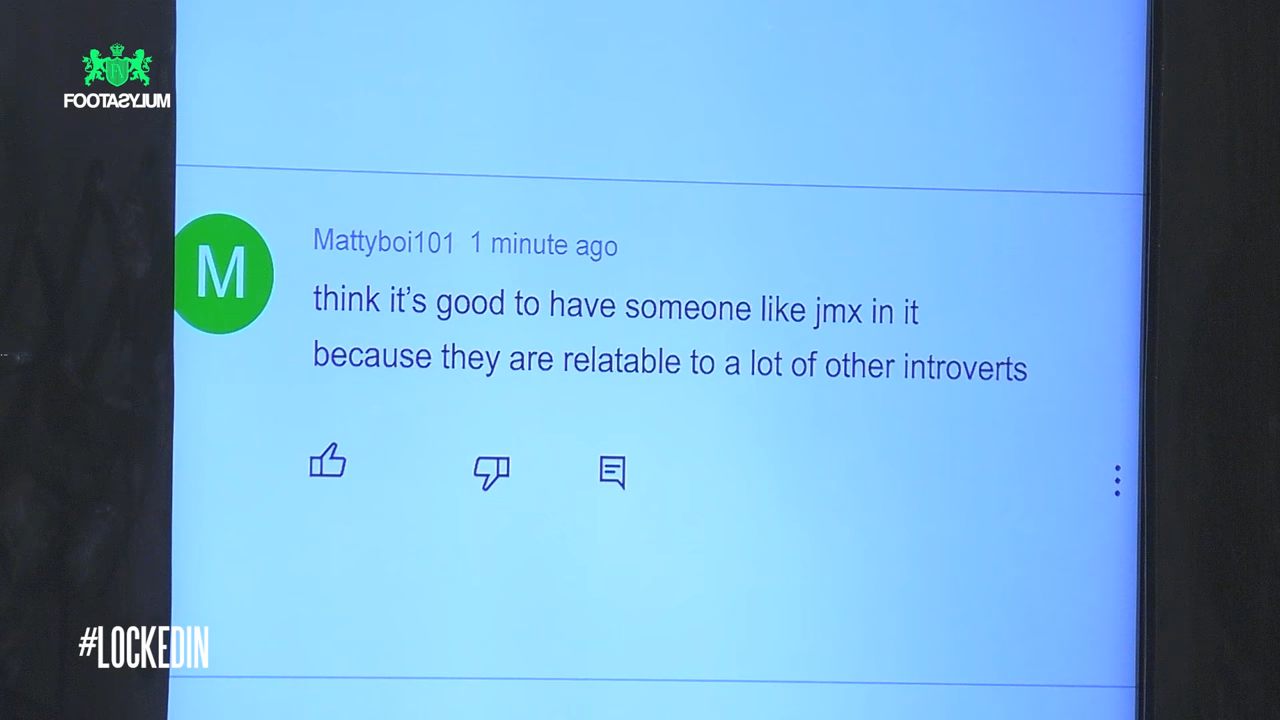 FOOTASYLUM
M
Mattyboi101 1 minute ago
think it's good to have someone like jmx in it
because they are relatable to a lot of other introverts
#LOCKEDIN